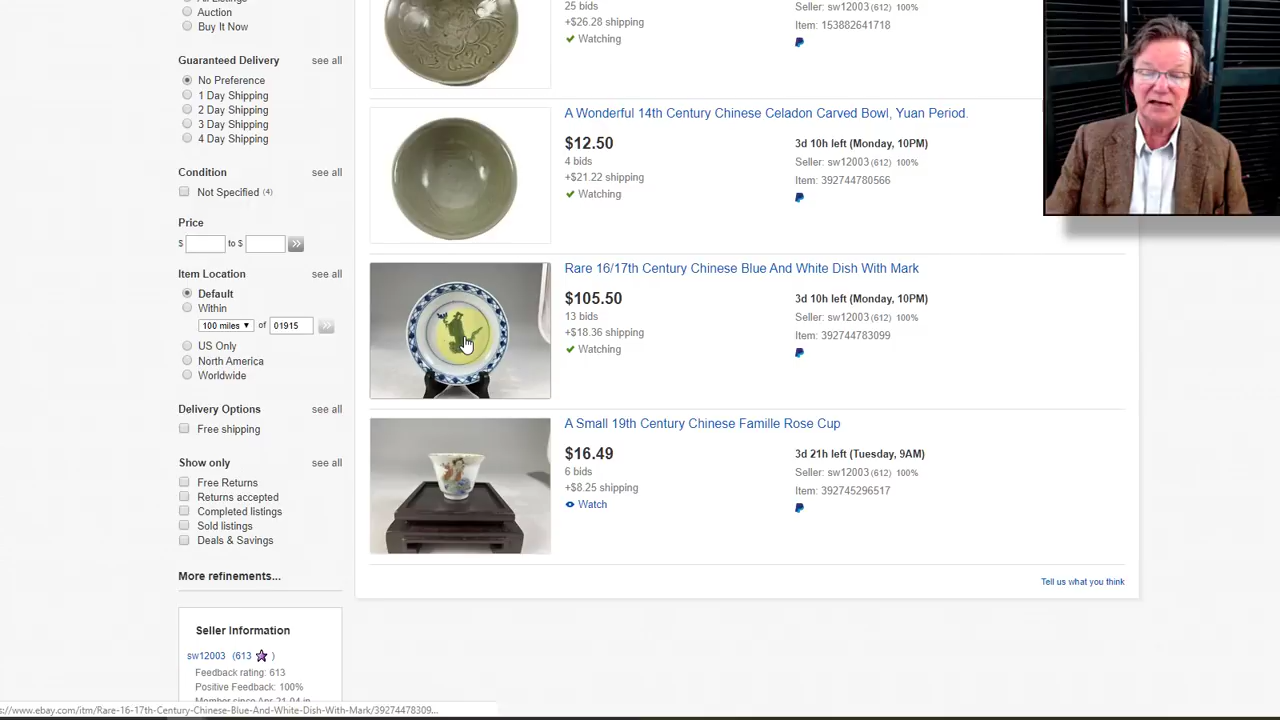 Auction
Buy It Now
Guaranteed Delivery see all
No Preference
1 Day Shipping
2 Day Shipping
3 Day Shipping
4 Day Shipping
Condition see all
Not Specified (4)
Price
$ to $
Item Location see all
Default
Within
100 miles of 01915
US Only
North America
Worldwide
Delivery Options see all
Free shipping
Show only see all
Free Returns
Returns accepted
Completed listings
Sold listings
Deals & Savings
More refinements...
Seller Information
sw12003 (613 )
Feedback rating: 613
Positive Feedback: 100%
25 bids
+$26.28 shipping
Watching
Seller: sw12003 (612) 100%
Item: 153882641718
A Wonderful 14th Century Chinese Celadon Carved Bowl, Yuan Period.
$12.50
4 bids
+$21.22 shipping
Watching
3d 10h left (Monday, 10PM)
Seller: sw12003 (612) 100%
Item: 392744780566
Rare 16/17th Century Chinese Blue And White Dish With Mark
$105.50
13 bids
+$18.36 shipping
Watching
3d 10h left (Monday, 10PM)
Seller: sw12003 (612) 100%
Item: 392744783099
A Small 19th Century Chinese Famille Rose Cup
$16.49
6 bids
+$8.25 shipping
Watch
3d 21h left (Tuesday, 9AM)
Seller: sw12003 (612) 100%
Item: 392745296517
Tell us what you think
s://www.ebay.com/itm/Rare-16-17th-Century-Chinese-Blue-And-White-Dish-With-Mark/39274478309...